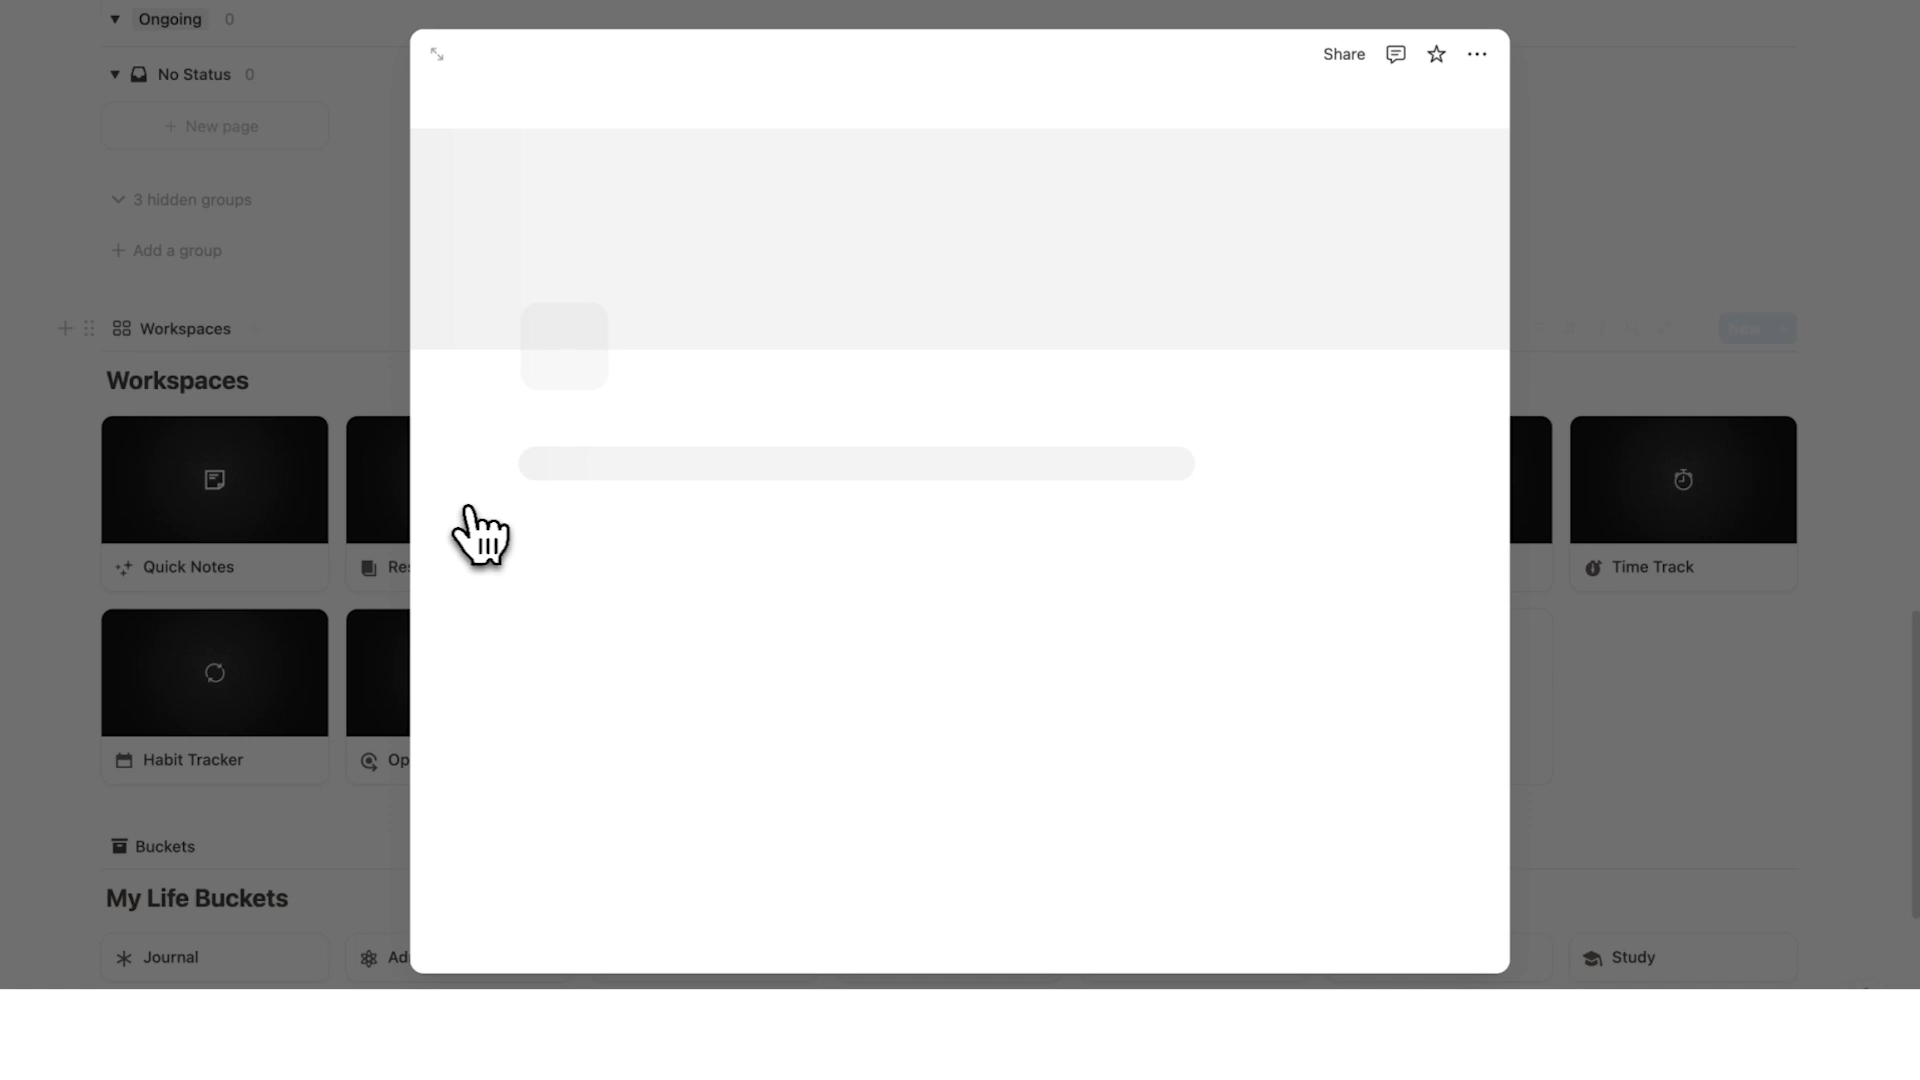 Ongoing 0
Share
No Status 0
+ New page
3 hidden groups
+ Add a group
Workspaces
New
Workspaces
Quick Notes
Time Track
Habit Tracker
Buckets
My Life Buckets
Journal
Study